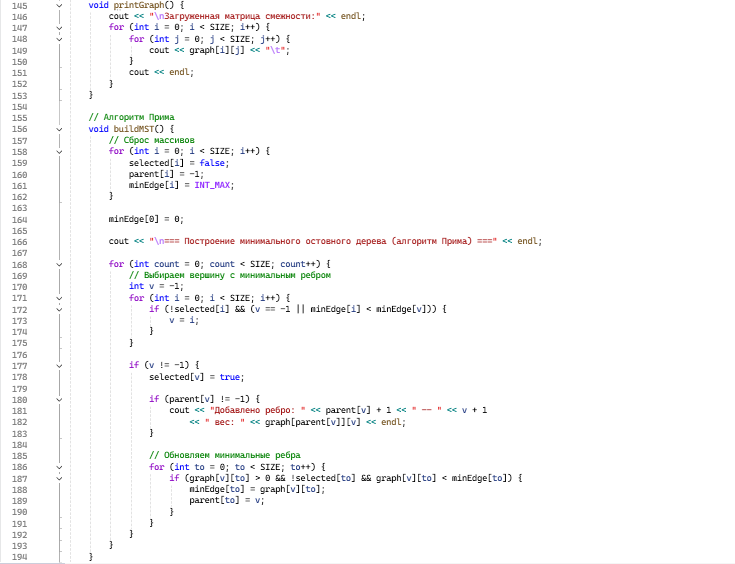 145 void printGraph() {
146 cout << "\nЗагруженная матрица смежности:" << endl;
147 for (int i = 0; i < SIZE; i++) {
148 for (int j = 0; j < SIZE; j++) {
149 cout << graph[i][j] << "\t";
150 }
151 cout << endl;
152 }
153 }
154
155 // Алгоритм Прима
156 void buildMST() {
157 // Сброс массивов
158 for (int i = 0; i < SIZE; i++) {
159 selected[i] = false;
160 parent[i] = -1;
161 minEdge[i] = INT_MAX;
162 }
163
164 minEdge[0] = 0;
165
166 cout << "\n=== Построение минимального остовного дерева (алгоритм Прима) ===" << endl;
167
168 for (int count = 0; count < SIZE; count++) {
169 // Выбираем вершину с минимальным ребром
170 int v = -1;
171 for (int i = 0; i < SIZE; i++) {
172 if (!selected[i] && (v == -1 || minEdge[i] < minEdge[v])) {
173 v = i;
174 }
175 }
176
177 if (v != -1) {
178 selected[v] = true;
179
180 if (parent[v] != -1) {
181 cout << "Добавлено ребро: " << parent[v] + 1 << " -- " << v + 1
182 << " вес: " << graph[parent[v]][v] << endl;
183 }
184
185 // Обновляем минимальные ребра
186 for (int to = 0; to < SIZE; to++) {
187 if (graph[v][to] > 0 && !selected[to] && graph[v][to] < minEdge[to]) {
188 minEdge[to] = graph[v][to];
189 parent[to] = v;
190 }
191 }
192 }
193 }
194 }